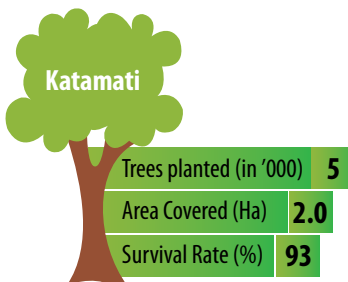 Katamati
Trees planted (in ’000) 5
Area Covered (Ha) 2.0
Survival Rate (%) 93